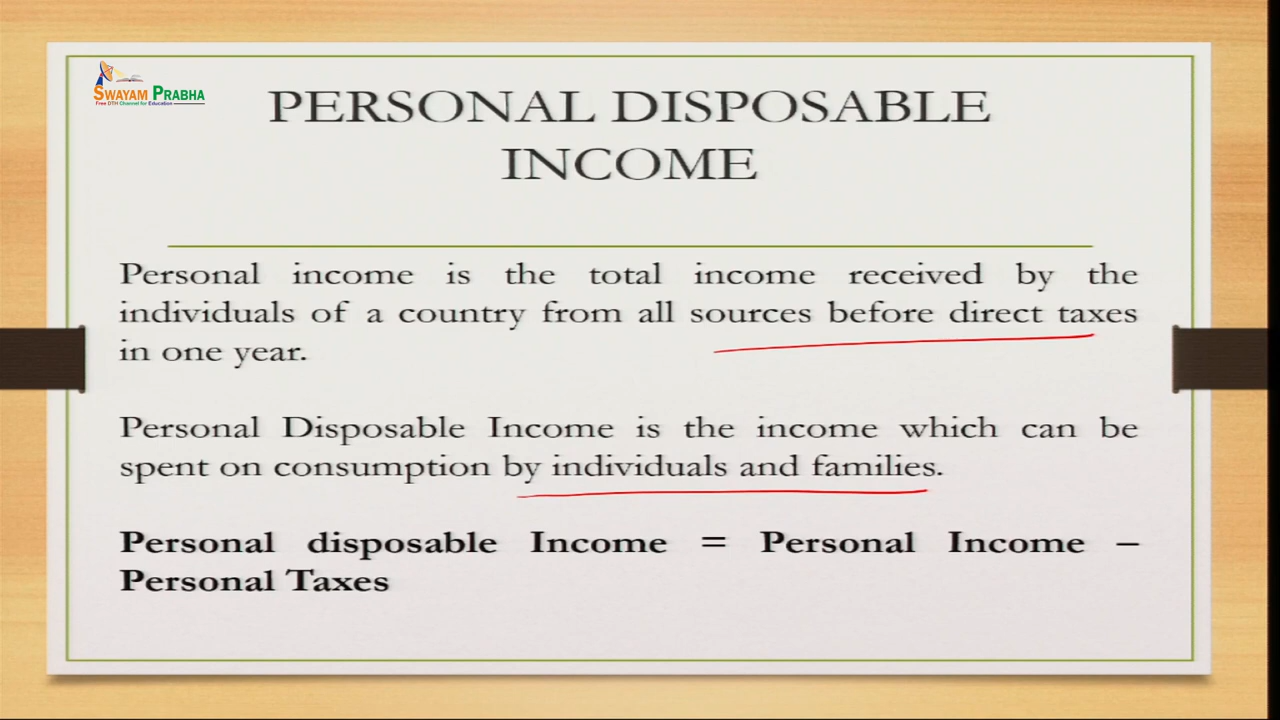 SWAYAM PRABHA
Free DTH Channel for Education
PERSONAL DISPOSABLE
INCOME
Personal income is the total income received by the
individuals of a country from all sources before direct taxes
in one year.
Personal Disposable Income is the income which can be
spent on consumption by individuals and families.
Personal disposable Income = Personal Income –
Personal Taxes